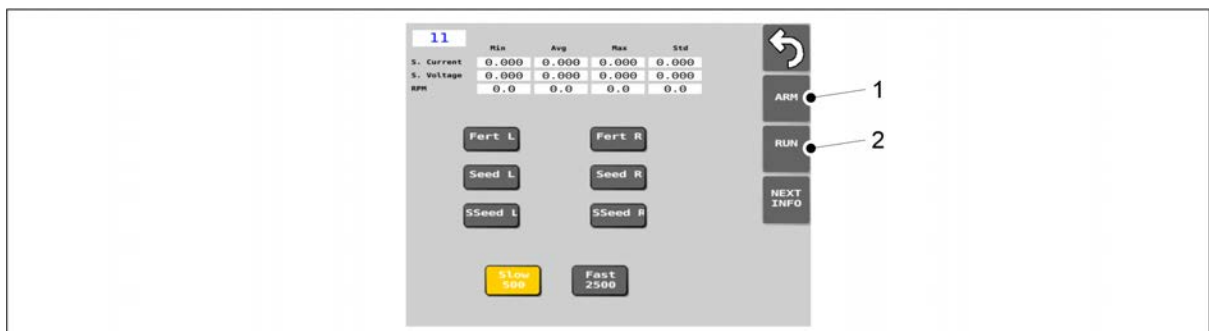 11
Min Avg Max Std
S. Current 0.000 0.000 0.000 0.000
S. Voltage 0.000 0.000 0.000 0.000
RPM 0.0 0.0 0.0 0.0
ARM 1
RUN 2
NEXT
INFO
Fert L Fert R
Seed L Seed R
SSeed L SSeed R
Slow Fast
500 2500